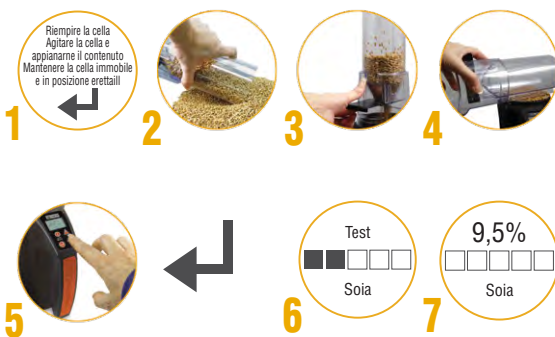 Riempire la cella
Agitare la cella e
appianarne il contenuto
Mantenere la cella immobile
e in posizione erettaill
1
2
3
4
5
Test
Soia
6
9,5%
Soia
7